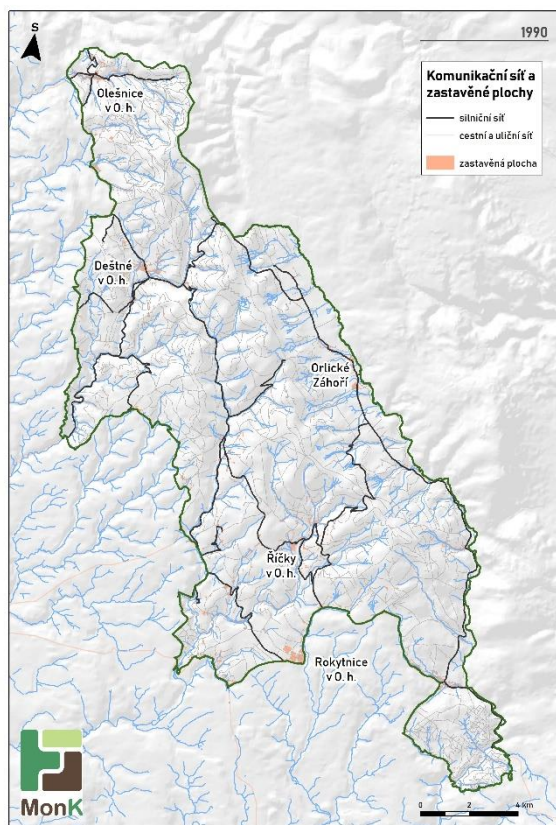 1990
S
Komunikační síť a
zastavěné plochy
silniční síť
cestní a uliční síť
zastavěná plocha
Olešnice
v O. h.
Deštné
v O. h.
Orlické
Záhoří
Říčky
v O. h.
Rokytnice
v O. h.
MonK
0 2 4 km